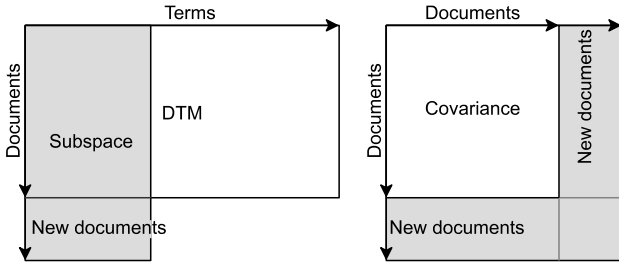 Terms
Documents
DTM
Subspace
New documents
Documents
Documents
Covariance
New documents
New documents